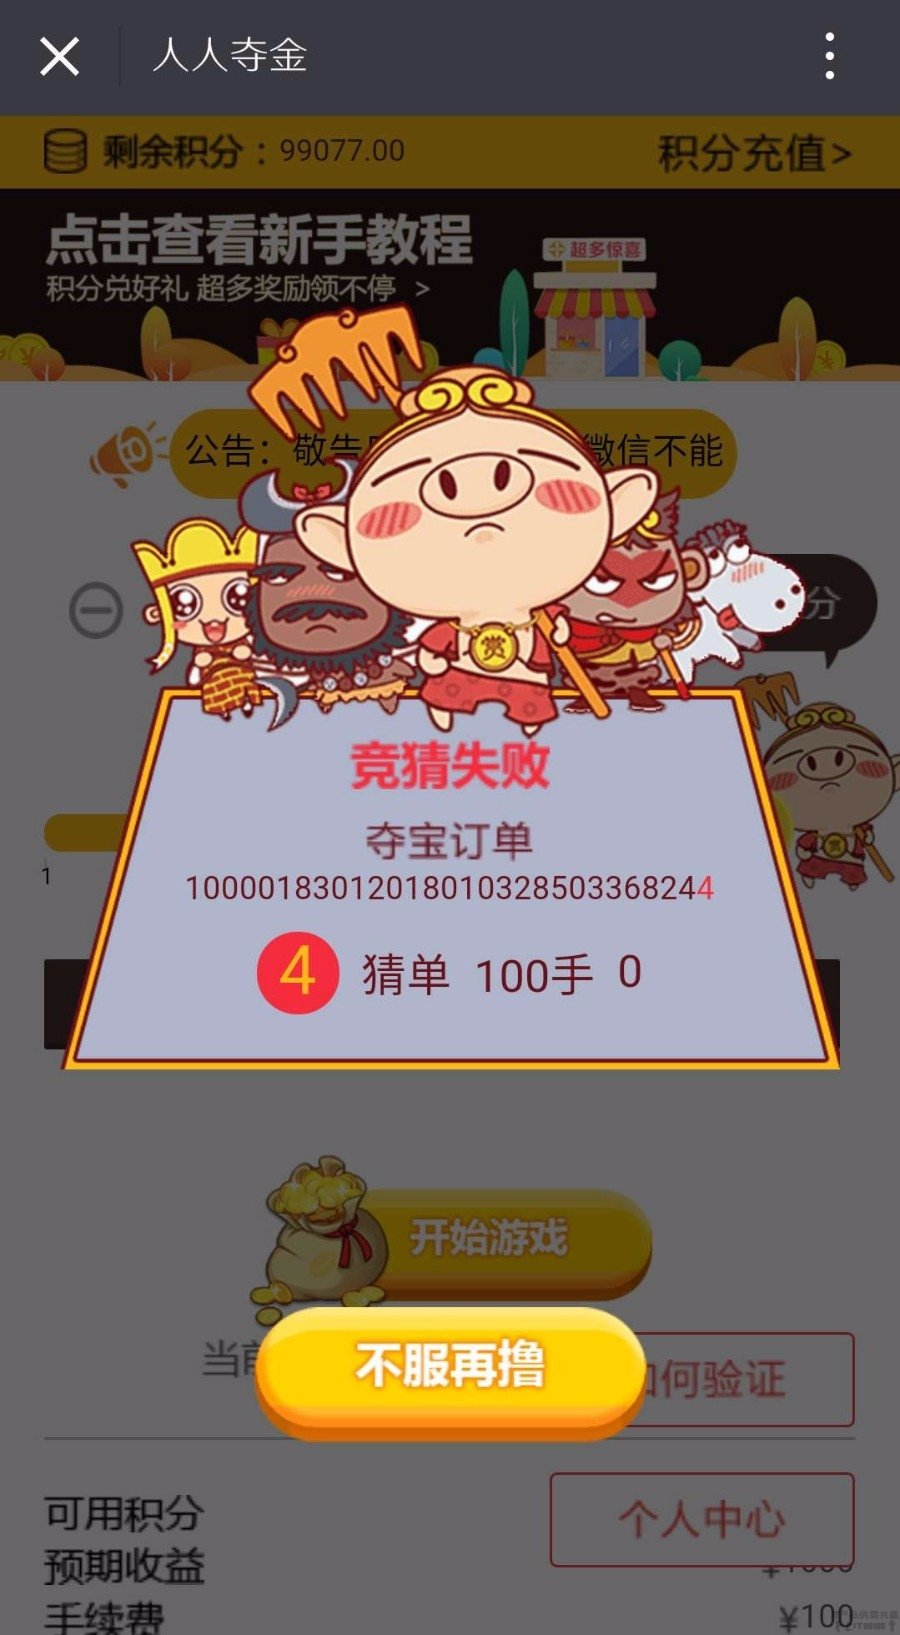 人人夺金
剩余积分：99077.00 积分充值>
点击查看新手教程
积分兑好礼 超多奖励领不停 >
超多惊喜
公告：敬告 微信不能
分
赏
竞猜失败
夺宝订单
10000183012018010328503368244
4 猜单 100手 0
1
开始游戏
不服再撸
当前
如何验证
可用积分
个人中心
预期收益
手续费
¥100